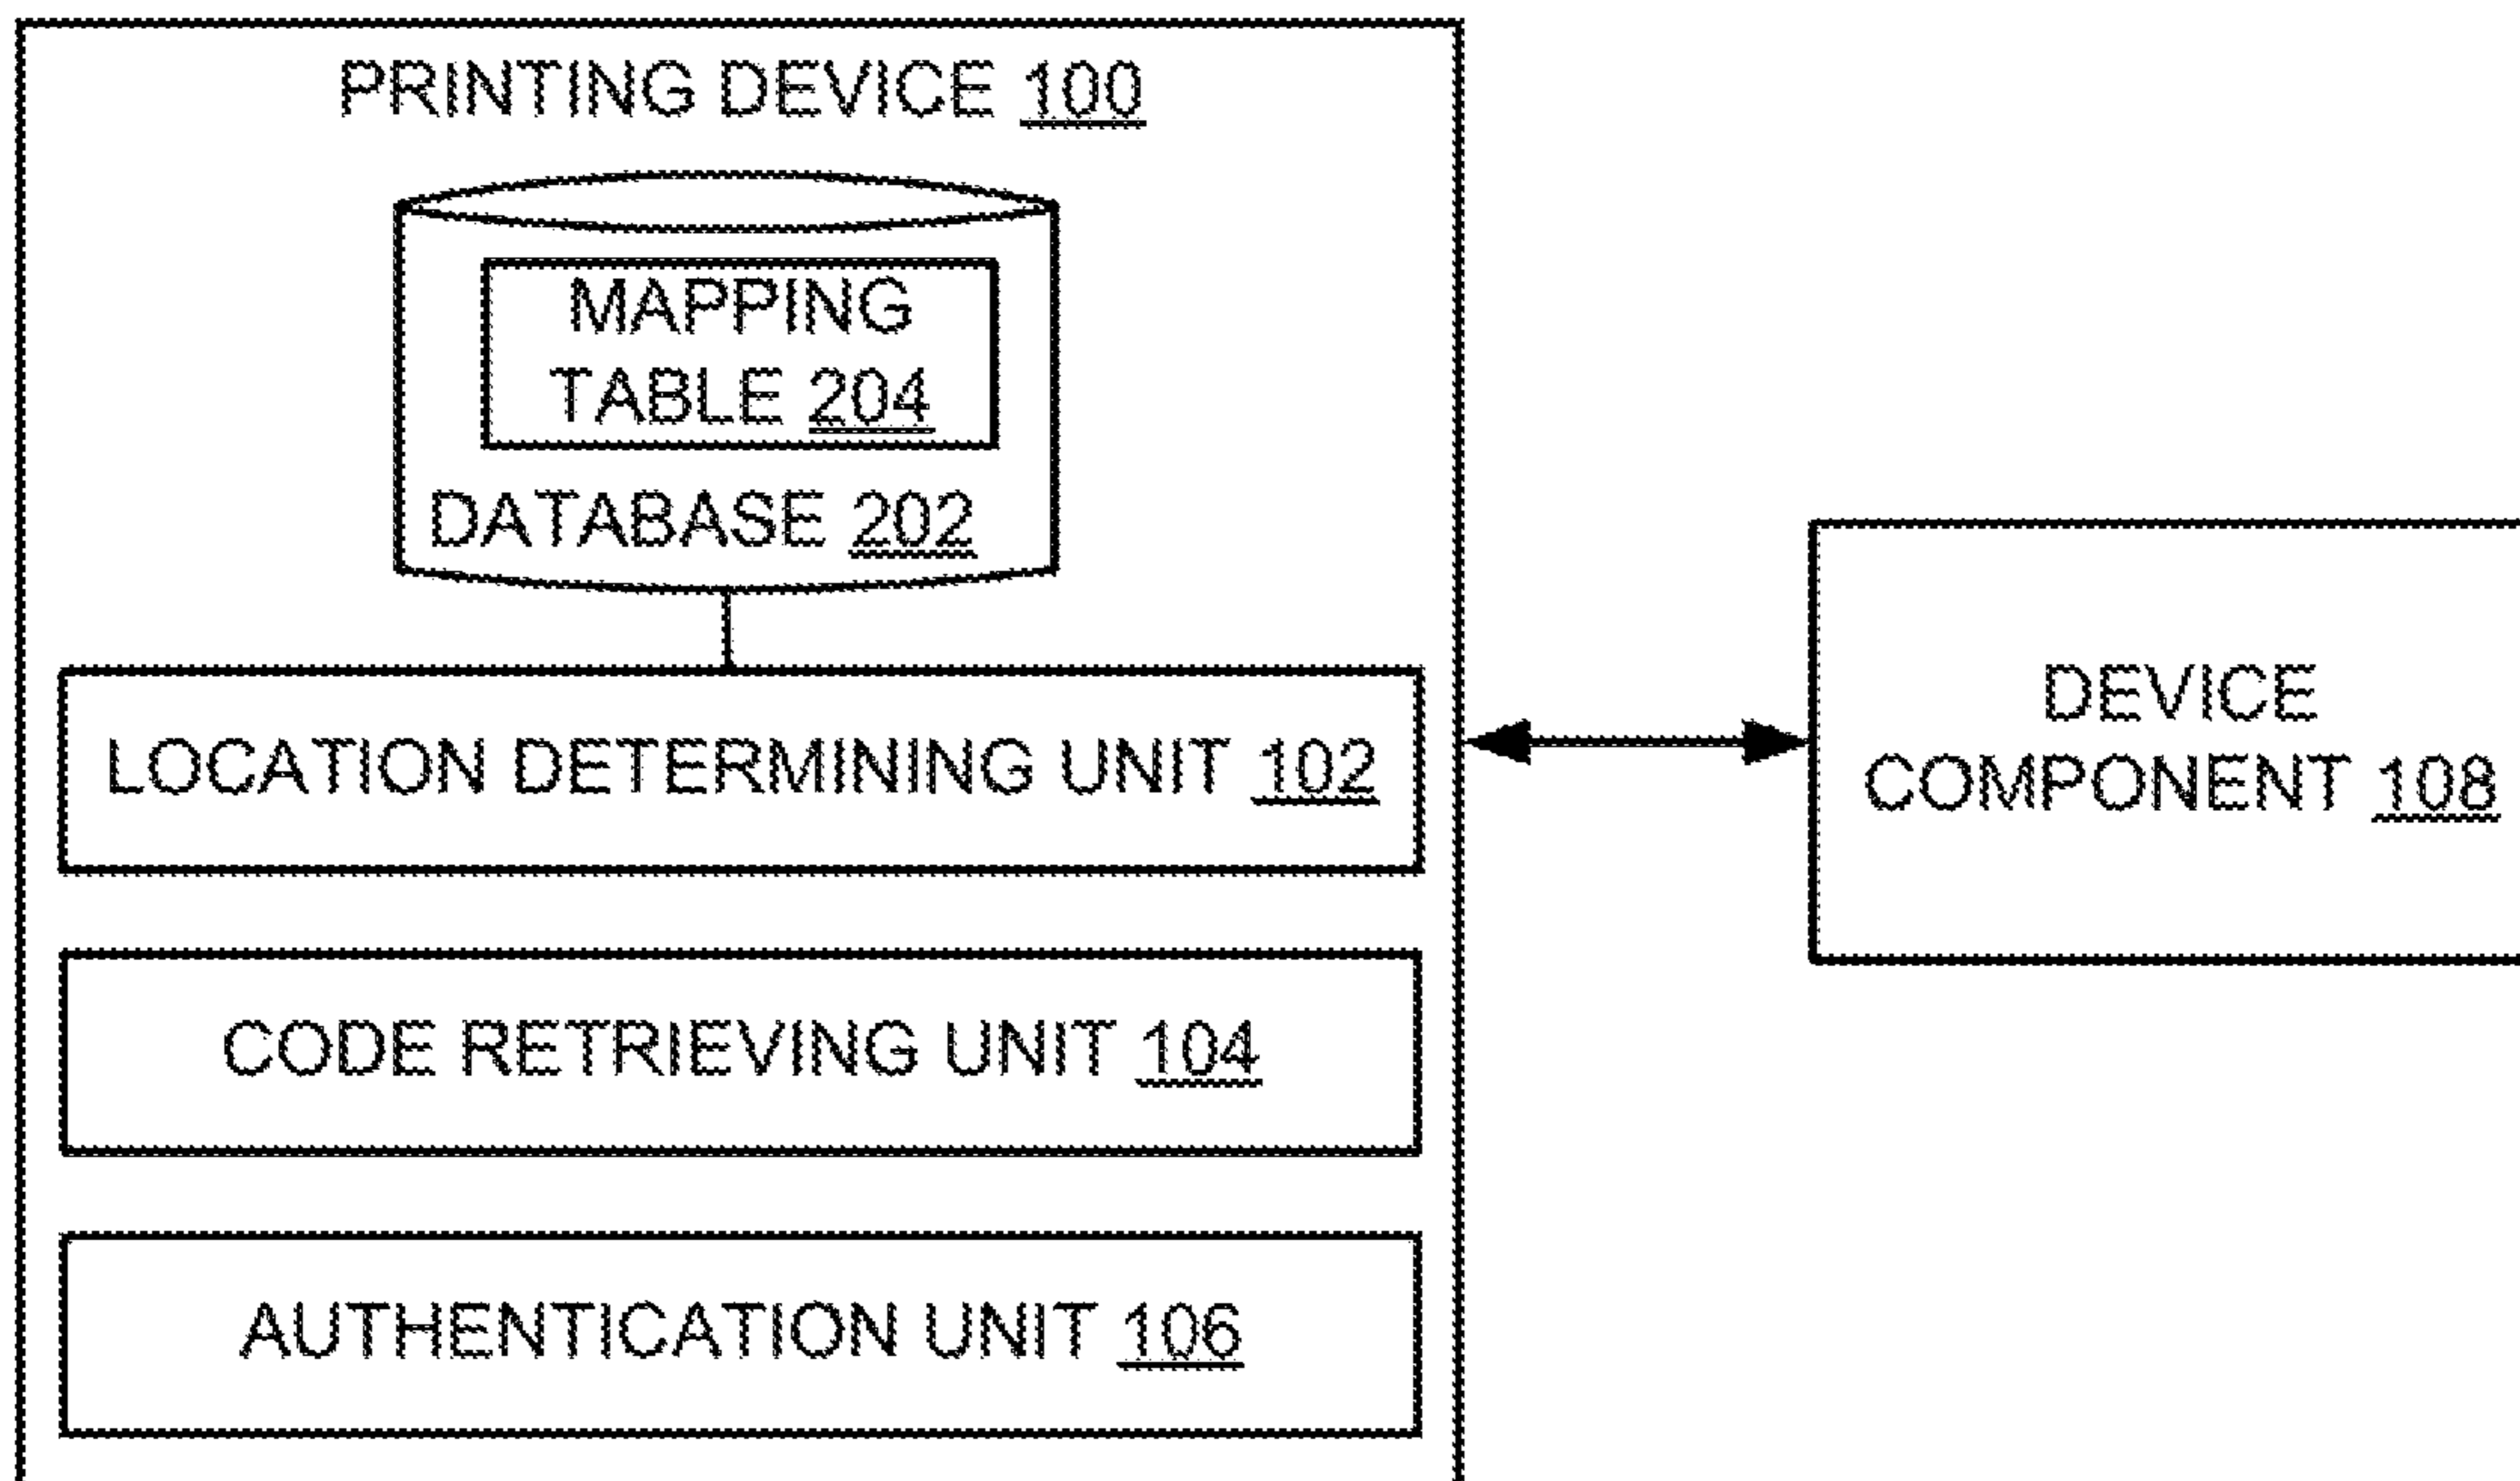 PRINTING DEVICE 100
MAPPING
TABLE 204
DATABASE 202
LOCATION DETERMINING UNIT 102
CODE RETRIEVING UNIT 104
AUTHENTICATION UNIT 106
DEVICE
COMPONENT 108